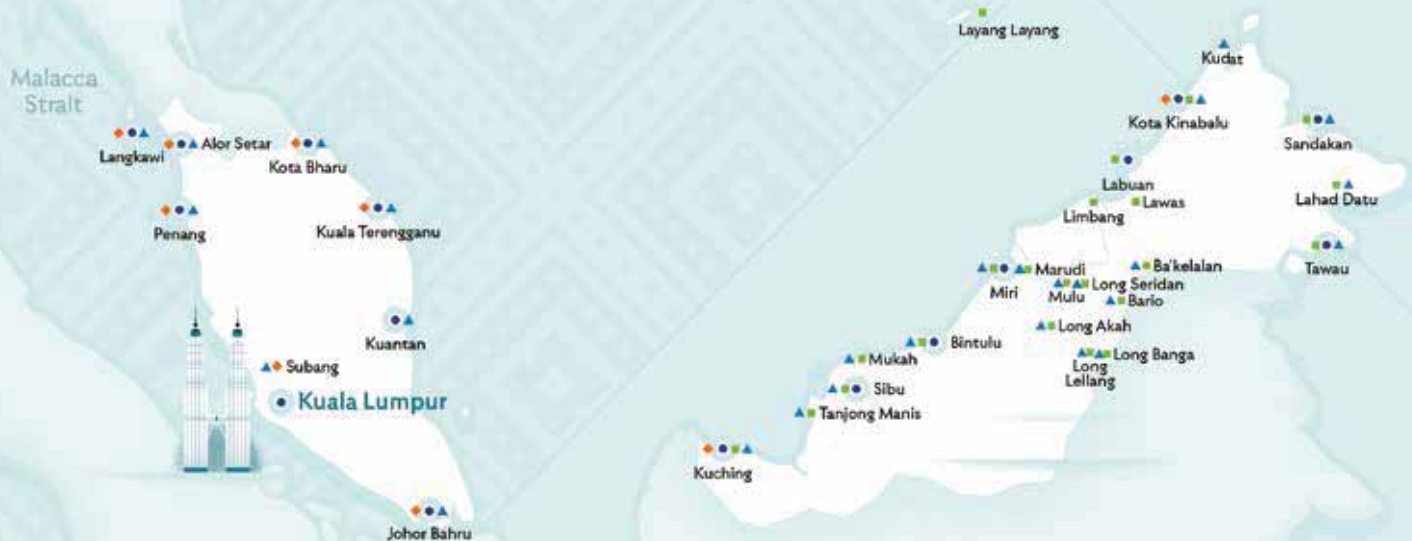 Malacca
Strait
Langkawi
Alor Setar
Kota Bharu
Penang
Kuala Terengganu
Kuantan
Subang
Kuala Lumpur
Johor Bahru
Layang Layang
Kudat
Kota Kinabalu
Sandakan
Labuan
Lahad Datu
Limbang
Lawas
Tawau
Miri
Marudi
Ba'kelalan
Mulu
Long Seridan
Bario
Long Akah
Bintulu
Mukah
Long
Lellang
Long Banga
Sibu
Tanjong Manis
Kuching